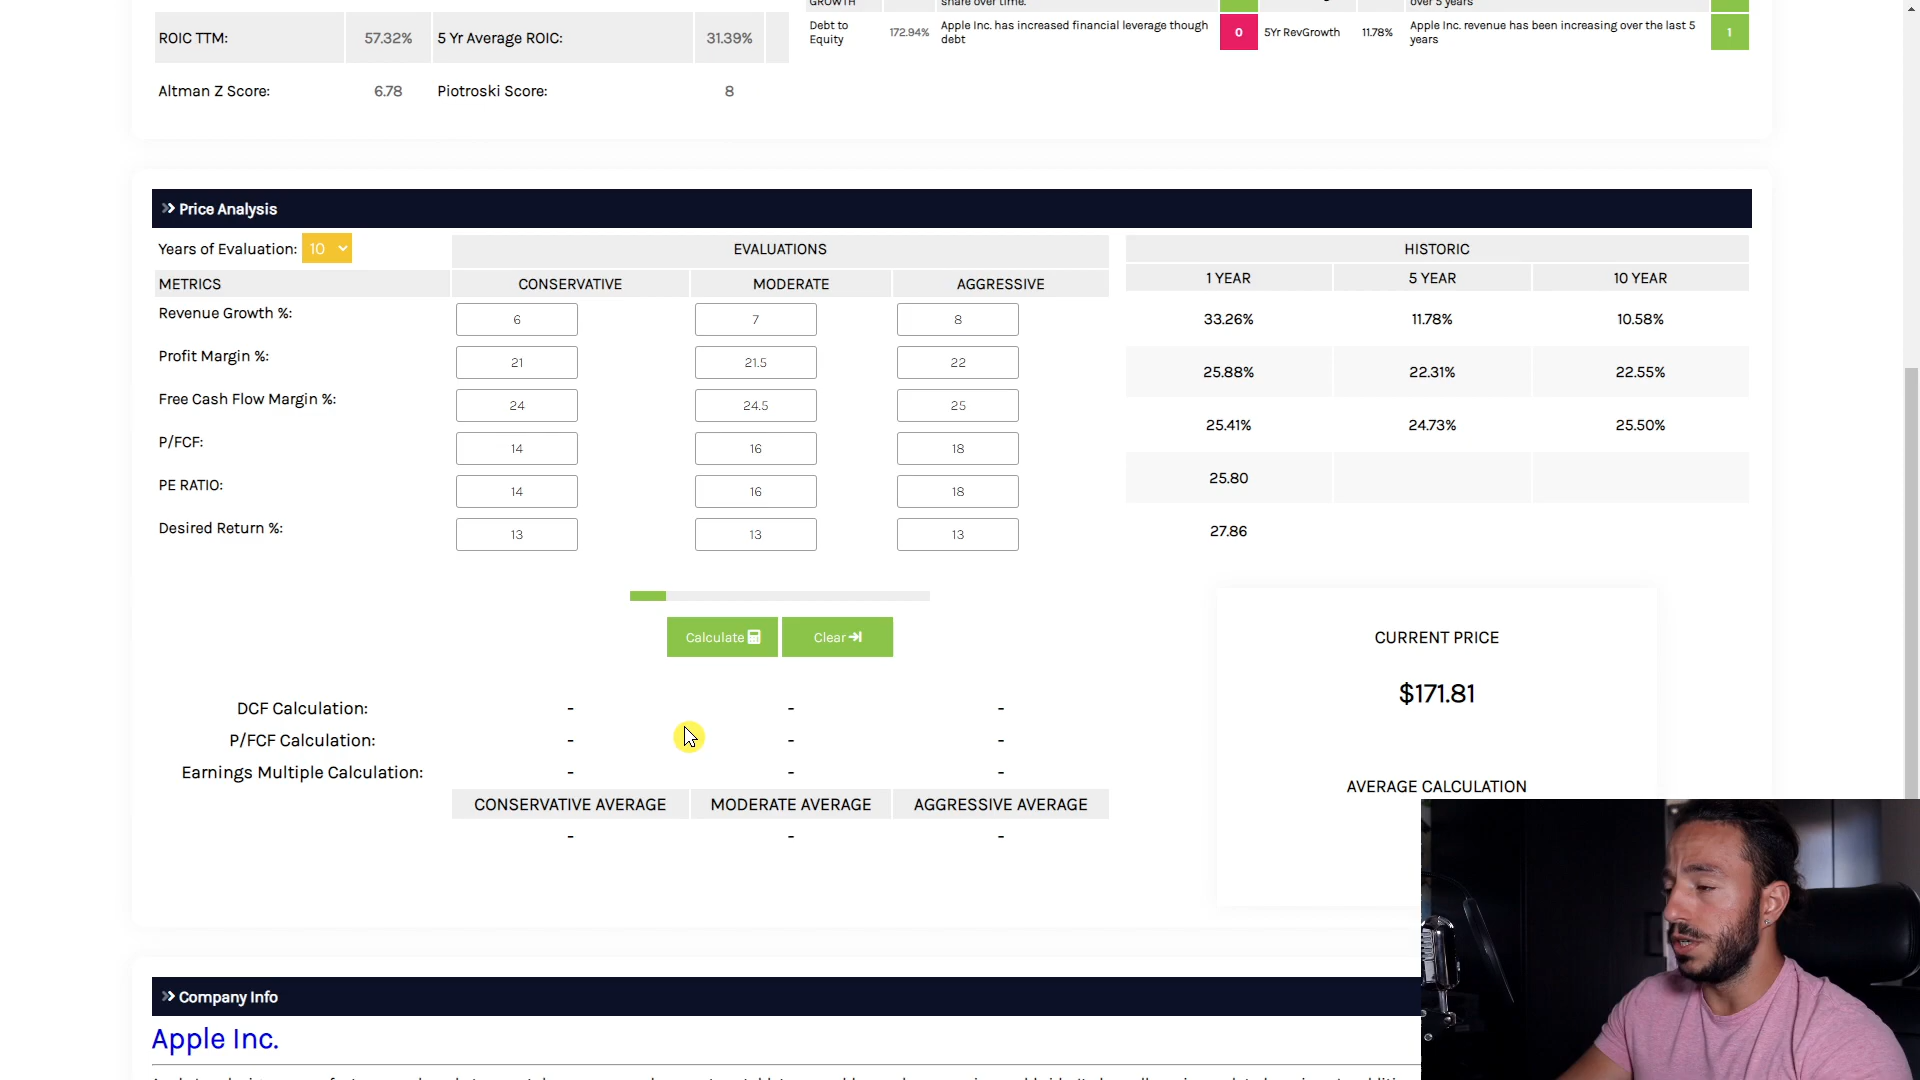 GROWTH
share over time.
over 5 years
ROIC TTM: 57.32% 5 Yr Average ROIC: 31.39%
Debt to Equity 172.94% Apple Inc. has increased financial leverage though debt 0 5Yr RevGrowth 11.78% Apple Inc. revenue has been increasing over the last 5 years 1
Altman Z Score: 6.78 Piotroski Score: 8
Price Analysis
Years of Evaluation: 10 EVALUATIONS HISTORIC
METRICS CONSERVATIVE MODERATE AGGRESSIVE 1 YEAR 5 YEAR 10 YEAR
Revenue Growth %: 6 7 8 33.26% 11.78% 10.58%
Profit Margin %: 21 21.5 22 25.88% 22.31% 22.55%
Free Cash Flow Margin %: 24 24.5 25 25.41% 24.73% 25.50%
P/FCF: 14 16 18 25.80
PE RATIO: 14 16 18 27.86
Desired Return %: 13 13 13
Calculate Clear
CURRENT PRICE
$171.81
DCF Calculation: - - -
P/FCF Calculation: - - -
Earnings Multiple Calculation: - - -
AVERAGE CALCULATION
CONSERVATIVE AVERAGE MODERATE AVERAGE AGGRESSIVE AVERAGE
- - -
Company Info
Apple Inc.